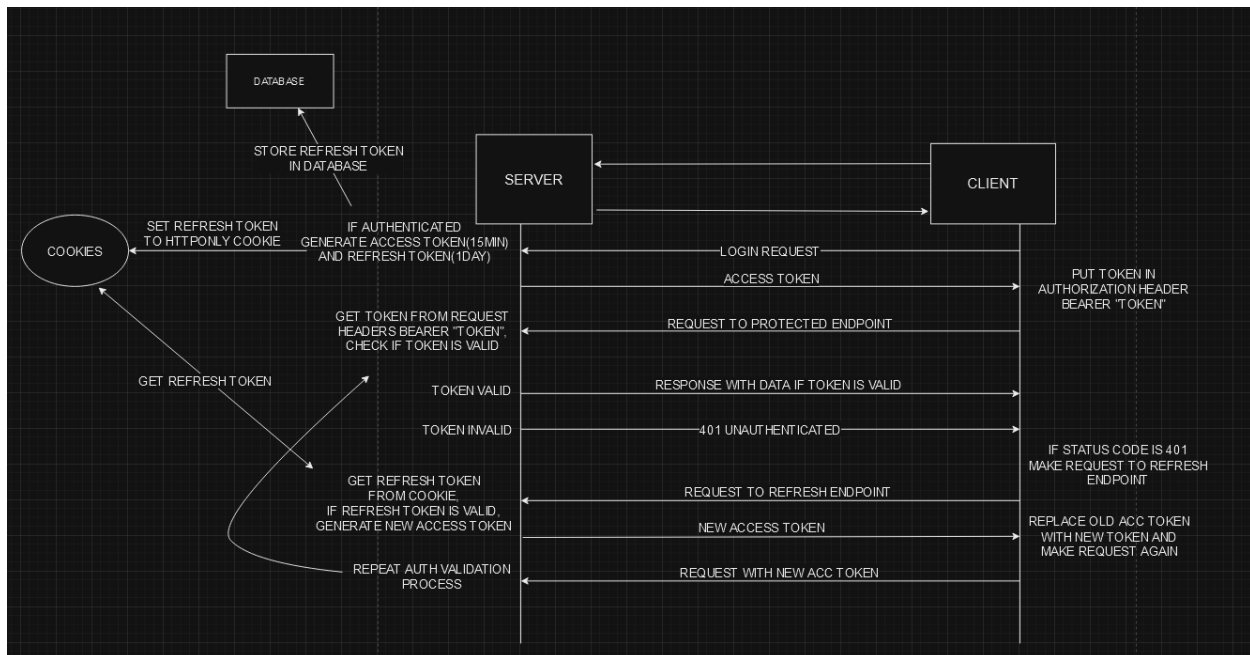 DATABASE
STORE REFRESH TOKEN
IN DATABASE
SERVER
CLIENT
COOKIES
SET REFRESH TOKEN
TO HTTPONLY COOKIE
IF AUTHENTICATED
GENERATE ACCESS TOKEN(15MIN)
AND REFRESH TOKEN(1DAY)
LOGIN REQUEST
ACCESS TOKEN
PUT TOKEN IN
AUTHORIZATION HEADER
BEARER "TOKEN"
GET TOKEN FROM REQUEST
HEADERS BEARER "TOKEN",
CHECK IF TOKEN IS VALID
REQUEST TO PROTECTED ENDPOINT
GET REFRESH TOKEN
TOKEN VALID
RESPONSE WITH DATA IF TOKEN IS VALID
TOKEN INVALID
401 UNAUTHENTICATED
IF STATUS CODE IS 401
MAKE REQUEST TO REFRESH
ENDPOINT
GET REFRESH TOKEN
FROM COOKIE,
IF REFRESH TOKEN IS VALID,
GENERATE NEW ACCESS TOKEN
REQUEST TO REFRESH ENDPOINT
NEW ACCESS TOKEN
REPLACE OLD ACC TOKEN
WITH NEW TOKEN AND
MAKE REQUEST AGAIN
REPEAT AUTH VALIDATION
PROCESS
REQUEST WITH NEW ACC TOKEN